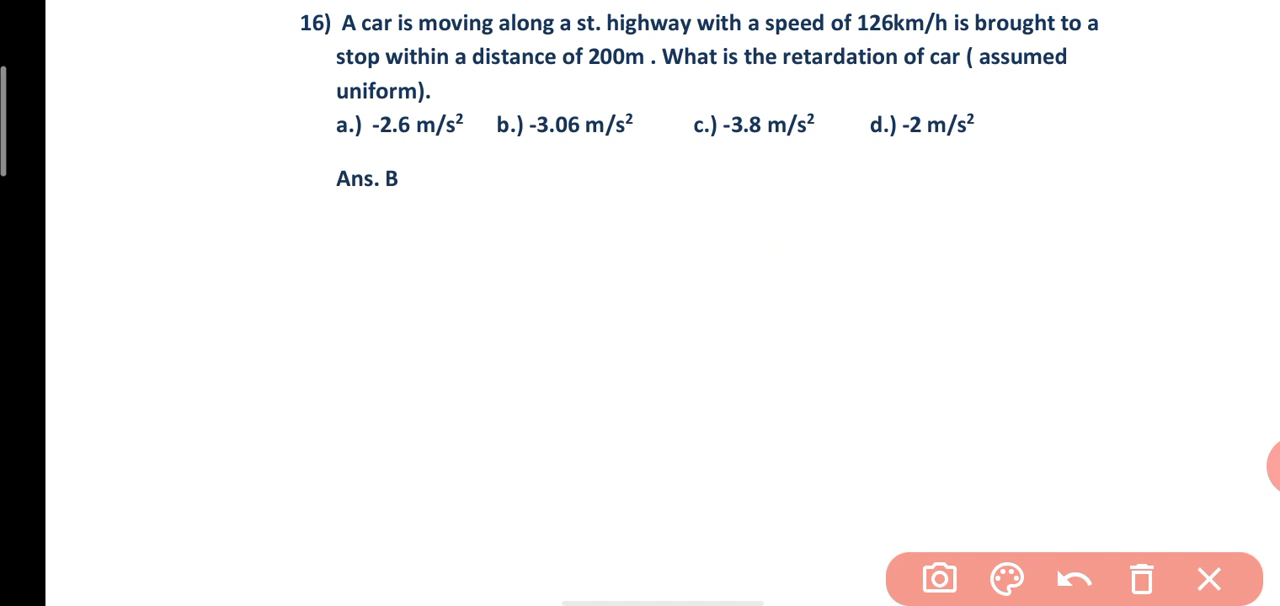 16) A car is moving along a st. highway with a speed of 126km/h is brought to a
stop within a distance of 200m . What is the retardation of car ( assumed
uniform).
a.) -2.6 m/s² b.) -3.06 m/s² c.) -3.8 m/s² d.) -2 m/s²
Ans. B